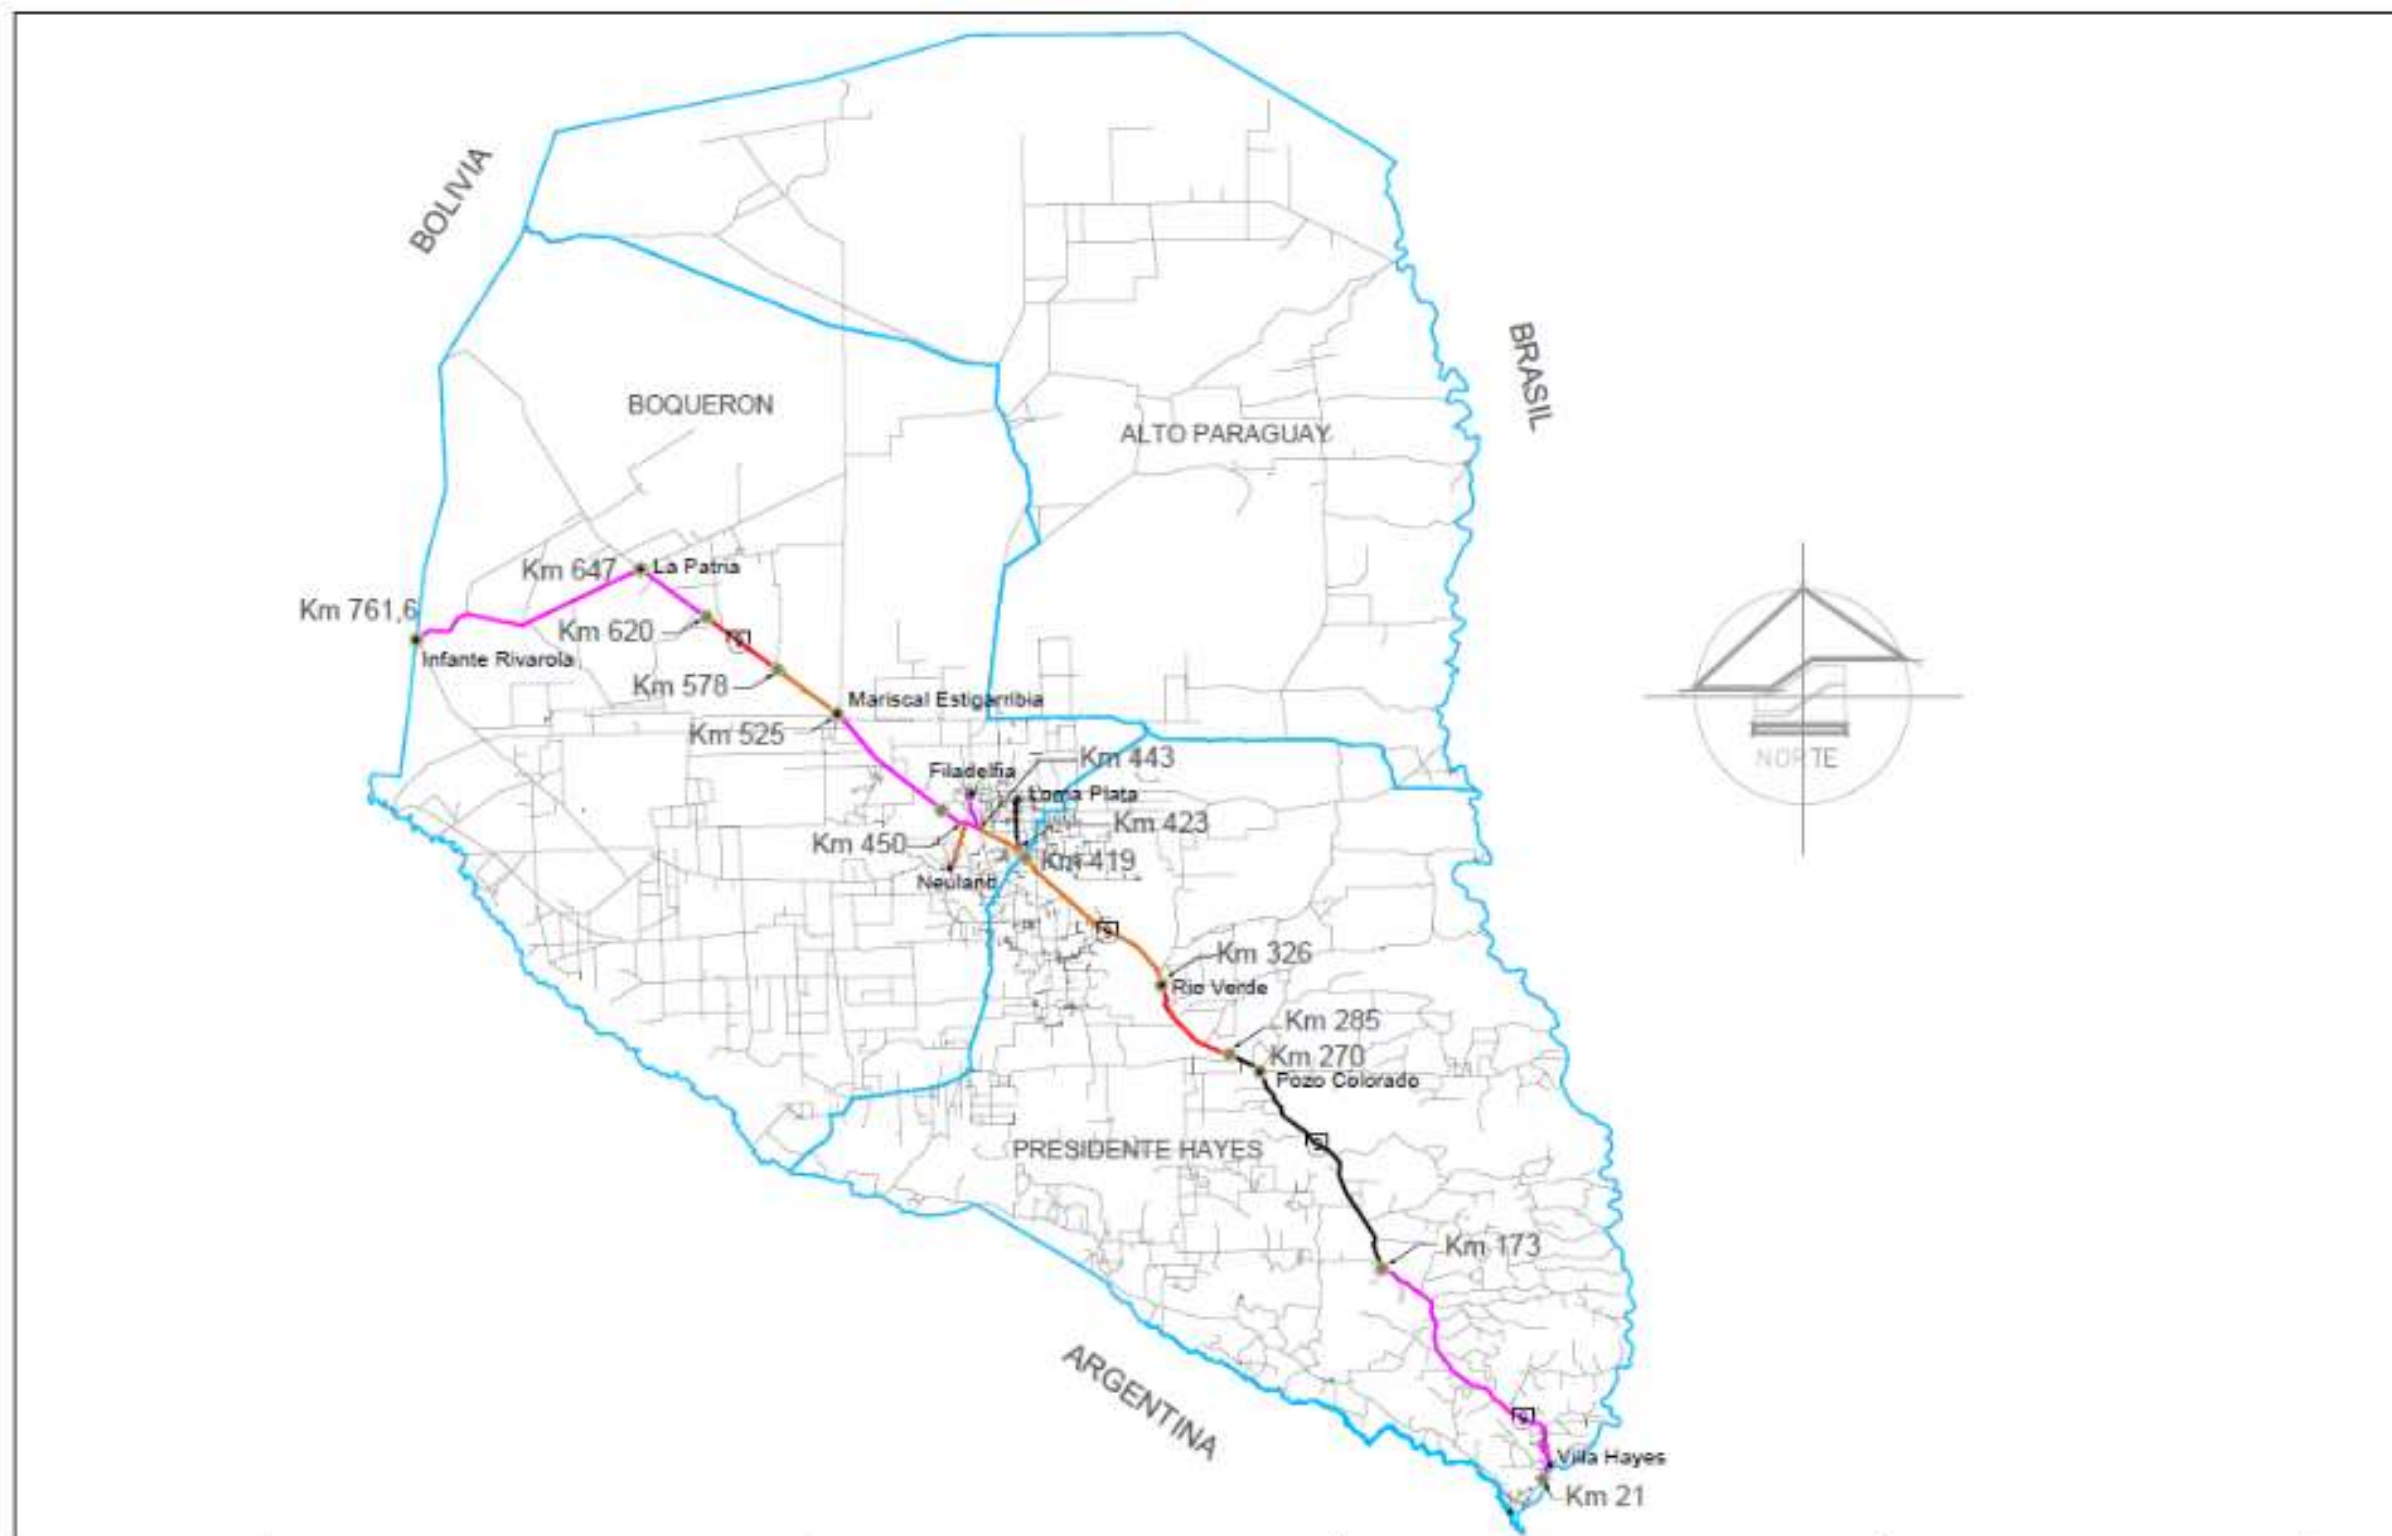 BOLIVIA
BRASIL
BOQUERON
ALTO PARAGUAY
Km 647
La Patria
Km 761,6
Km 620
Infante Rivarola
Km 578
Mariscal Estigarribia
Km 525
Km 443
Filadelfia
Loma Plata
Km 423
Km 450
Km 419
Neuland
9
Km 326
Rio Verde
Km 285
Km 270
Pozo Colorado
PRESIDENTE HAYES
Km 173
ARGENTINA
9
Villa Hayes
Km 21
NORTE